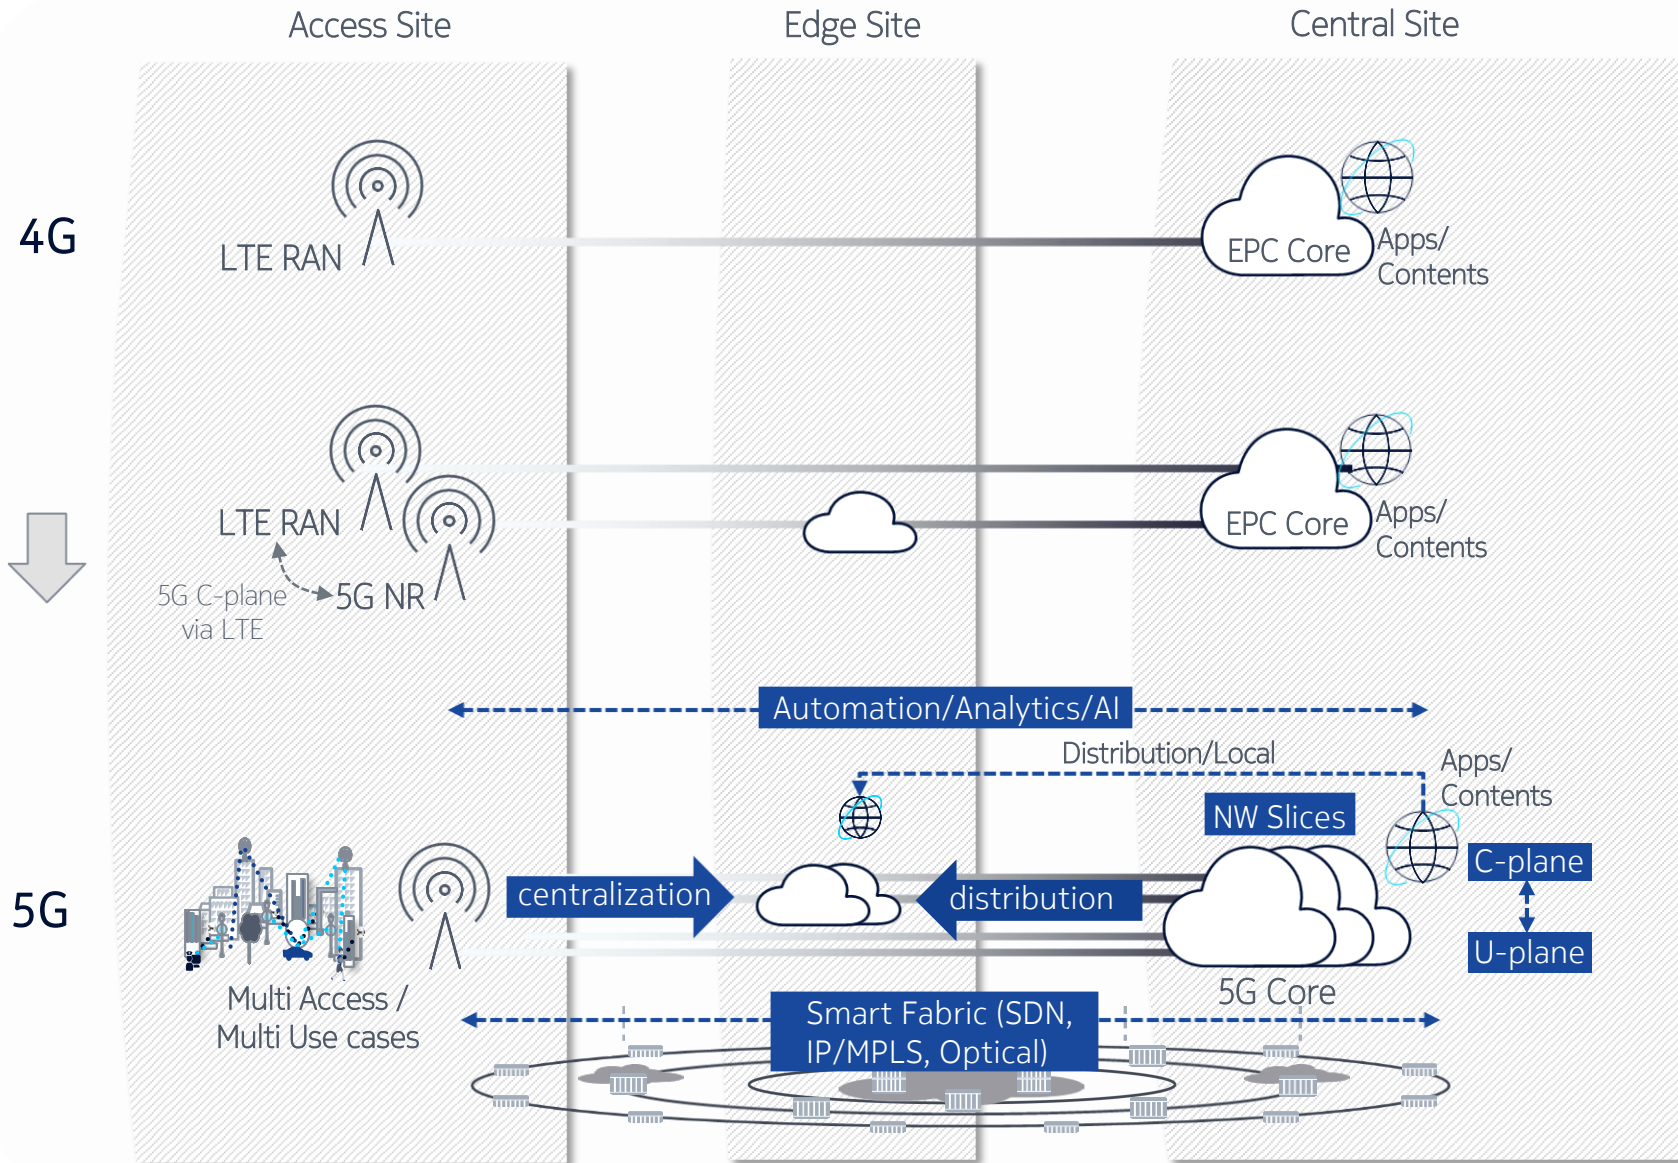 Access Site
Edge Site
Central Site
4G
LTE RAN
EPC Core
Apps/
Contents
LTE RAN
5G C-plane
via LTE
5G NR
EPC Core
Apps/
Contents
Automation/Analytics/AI
Distribution/Local
Apps/
Contents
NW Slices
5G
centralization
distribution
C-plane
U-plane
5G Core
Multi Access /
Multi Use cases
Smart Fabric (SDN,
IP/MPLS, Optical)